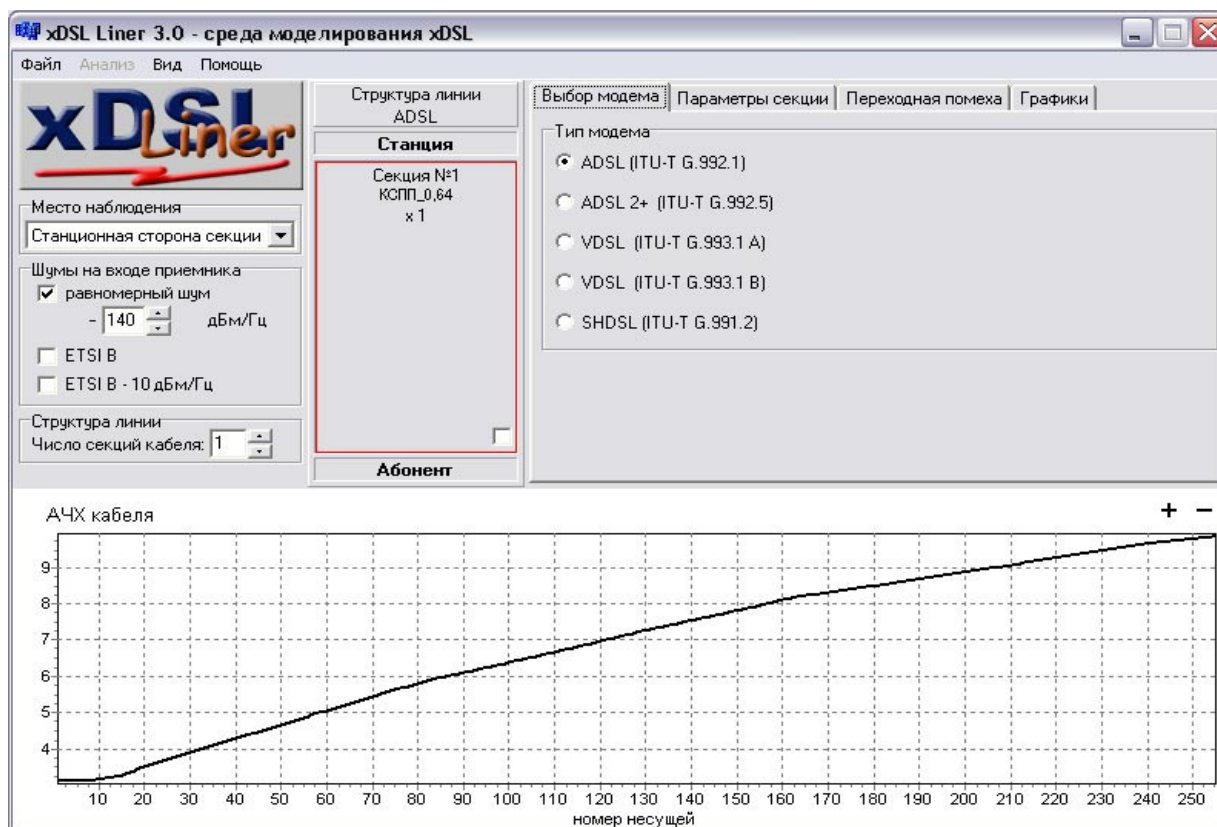 xDSL Liner 3.0 - среда моделирования xDSL
Файл Анализ Вид Помощь
xDSL
Liner
Место наблюдения
Станционная сторона секции
Шумы на входе приемника
равномерный шум
- 140 дБм/Гц
ETSI B
ETSI B - 10 дБм/Гц
Структура линии
Число секций кабеля: 1
Структура линии
ADSL
Станция
Секция №1
КСПП_0,64
x 1
Абонент
Выбор модема Параметры секции Переходная помеха Графики
Тип модема
ADSL (ITU-T G.992.1)
ADSL 2+ (ITU-T G.992.5)
VDSL (ITU-T G.993.1 A)
VDSL (ITU-T G.993.1 B)
SHDSL (ITU-T G.991.2)
АЧХ кабеля
+ −
9
8
7
6
5
4
10 20 30 40 50 60 70 80 90 100 110 120 130 140 150 160 170 180 190 200 210 220 230 240 250
номер несущей